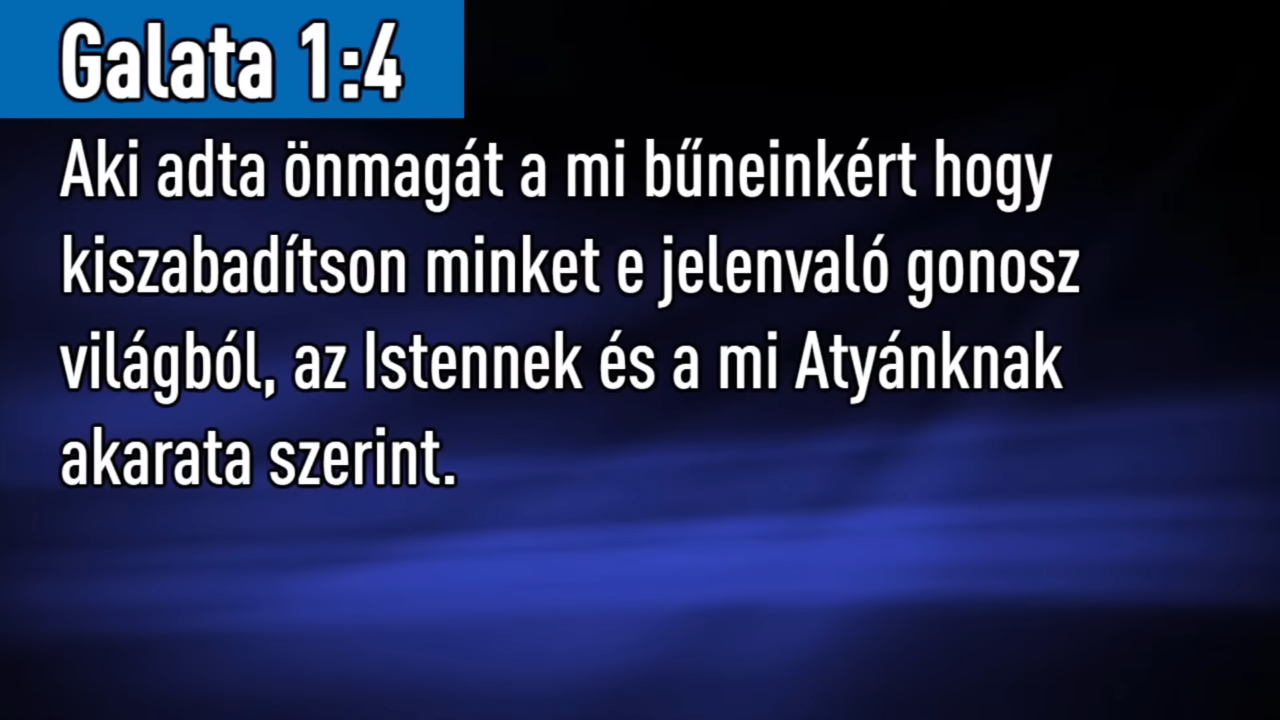 Galata 1:4
Aki adta önmagát a mi bűneinkért hogy
kiszabadítson minket e jelenvaló gonosz
világból, az Istennek és a mi Atyánknak
akarata szerint.